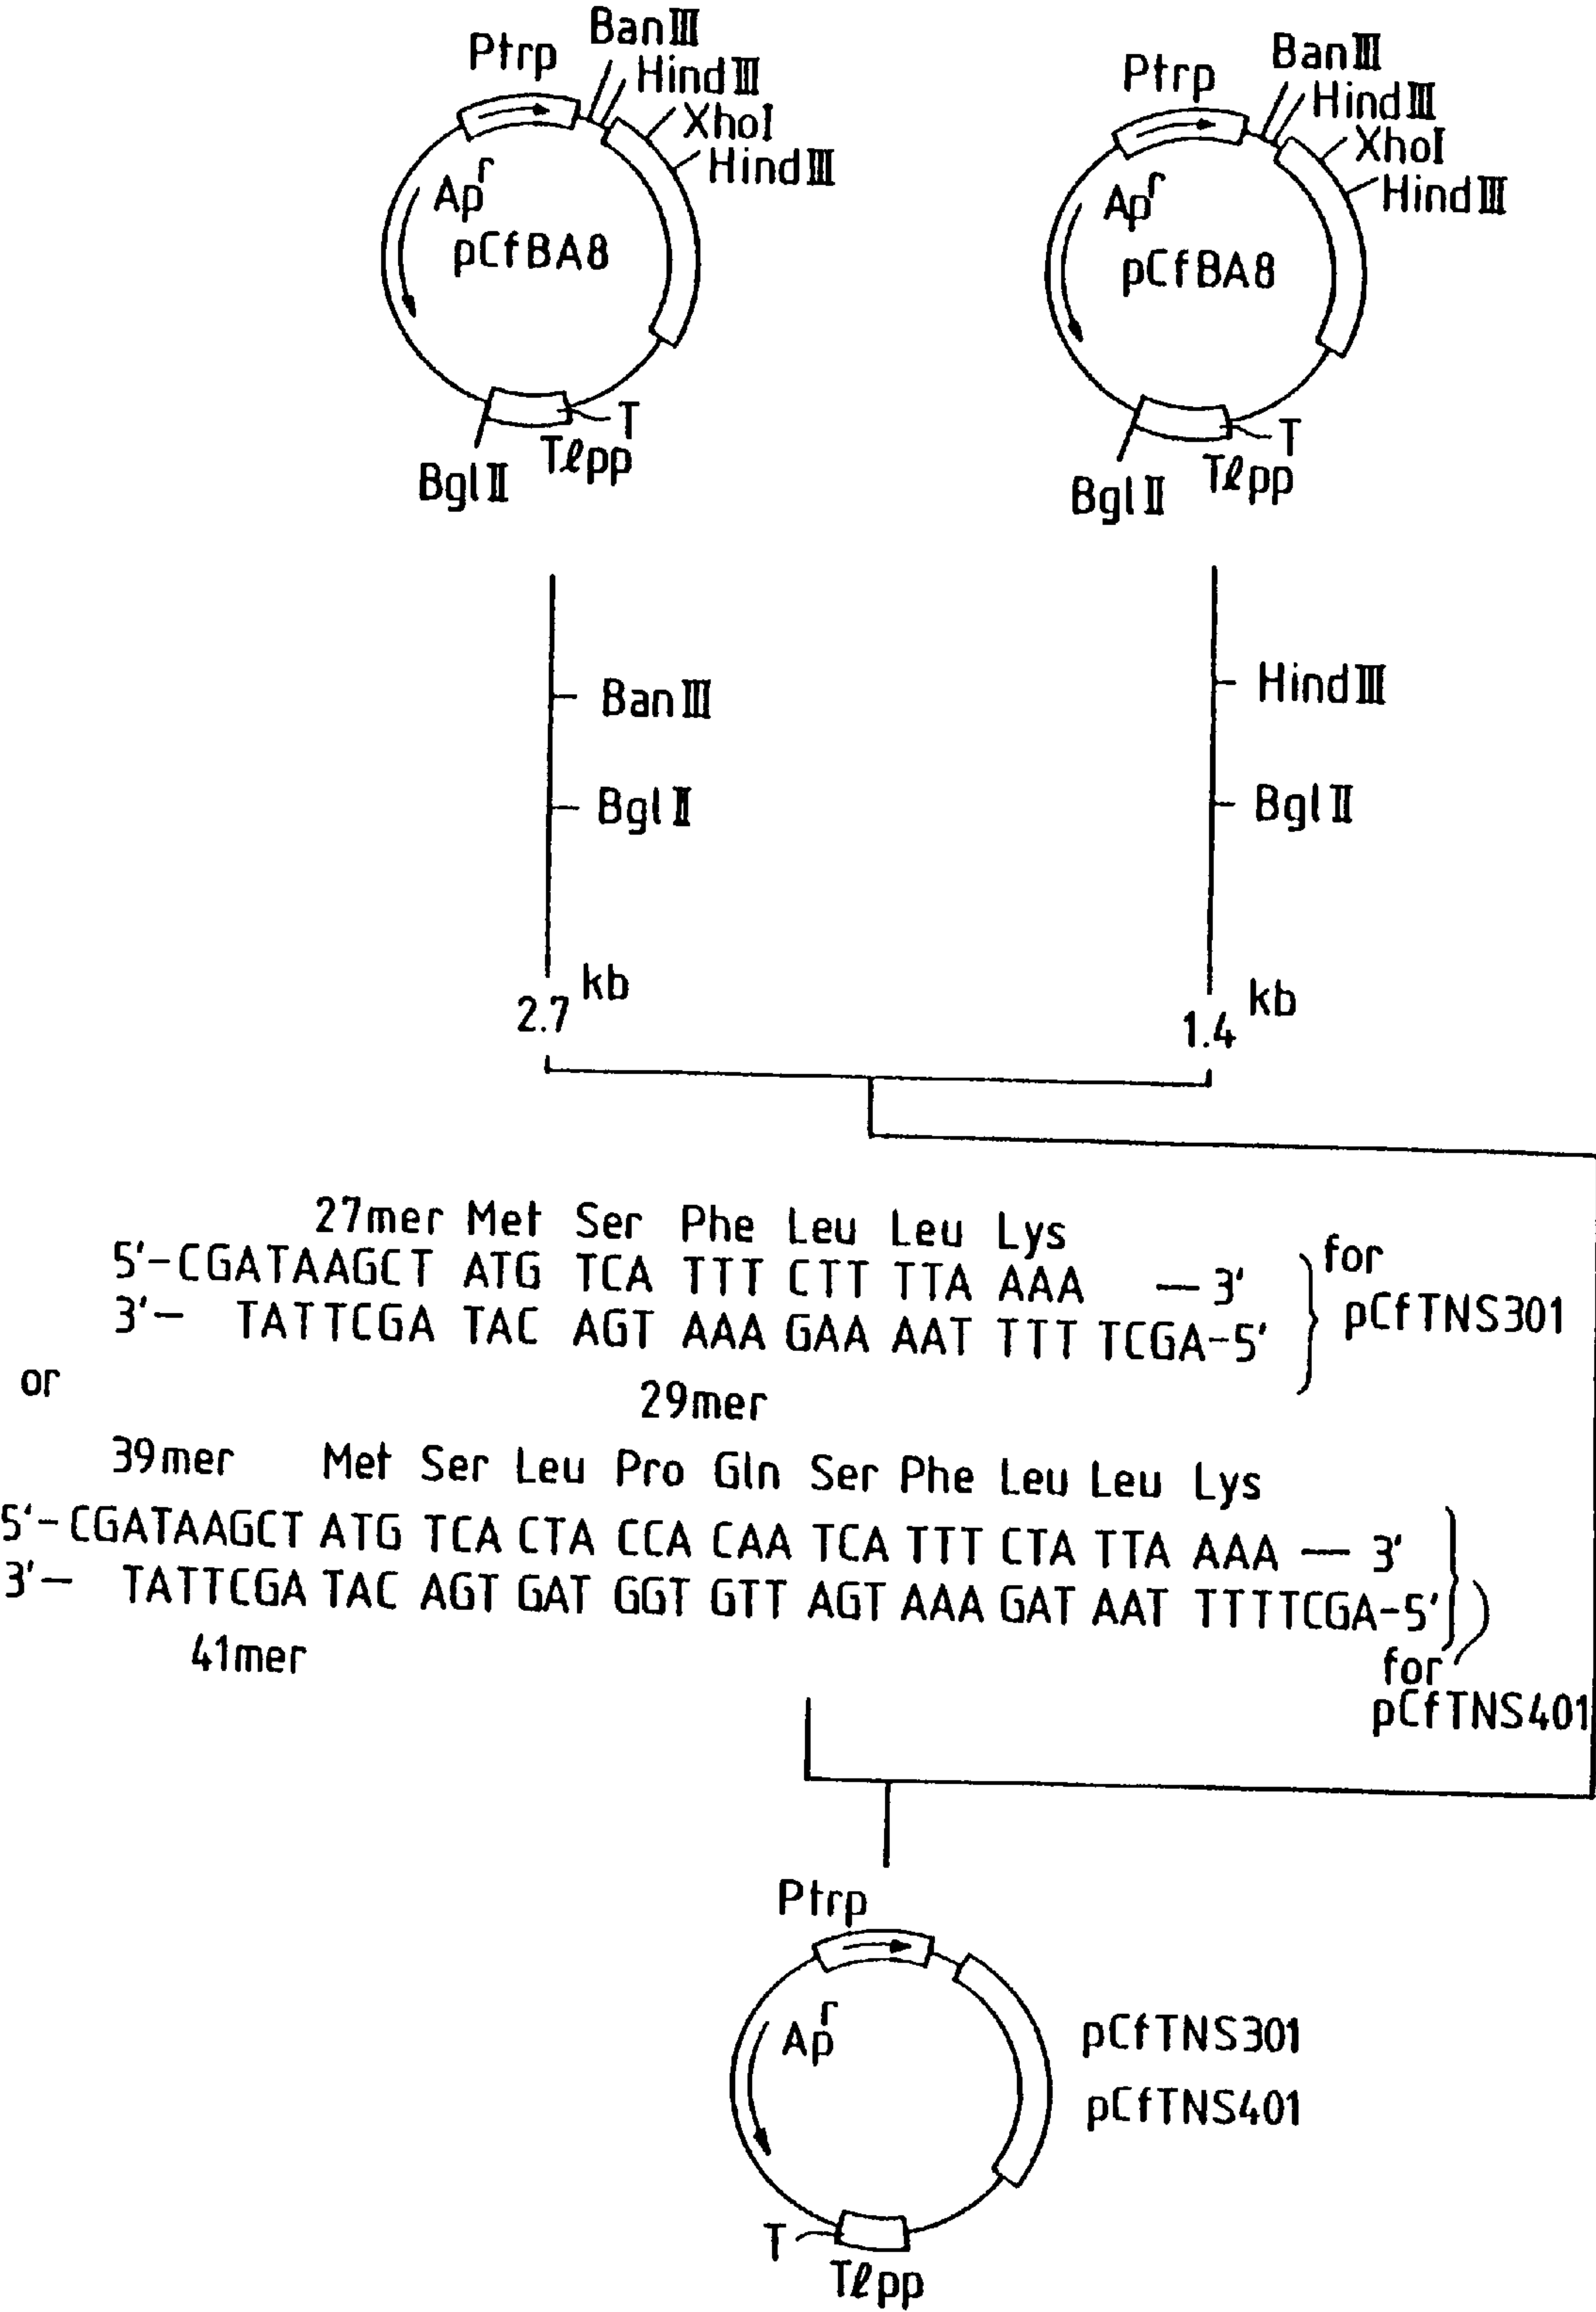 Ptrp BanIII
HindIII
XhoI
HindIII
Apr
pCfBA8
T
Tℓpp
BglII
Ptrp BanIII
HindIII
XhoI
HindIII
Apr
pCfBA8
T
Tℓpp
BglII
BanIII
BglII
2.7 kb
HindIII
BglII
1.4 kb
27mer Met Ser Phe Leu Leu Lys
5'-CGATAAGCT ATG TCA TTT CTT TTA AAA — 3'
3'— TATTCGA TAC AGT AAA GAA AAT TTT TCGA-5'
for
pCfTNS301
29mer
or
39mer Met Ser Leu Pro Gln Ser Phe Leu Leu Lys
5'-CGATAAGCT ATG TCA CTA CCA CAA TCA TTT CTA TTA AAA — 3'
3'— TATTCGA TAC AGT GAT GGT GTT AGT AAA GAT AAT TTTTCGA-5'
41mer
for
pCfTNS401
Ptrp
Apr
pCfTNS301
pCfTNS401
T
Tℓpp